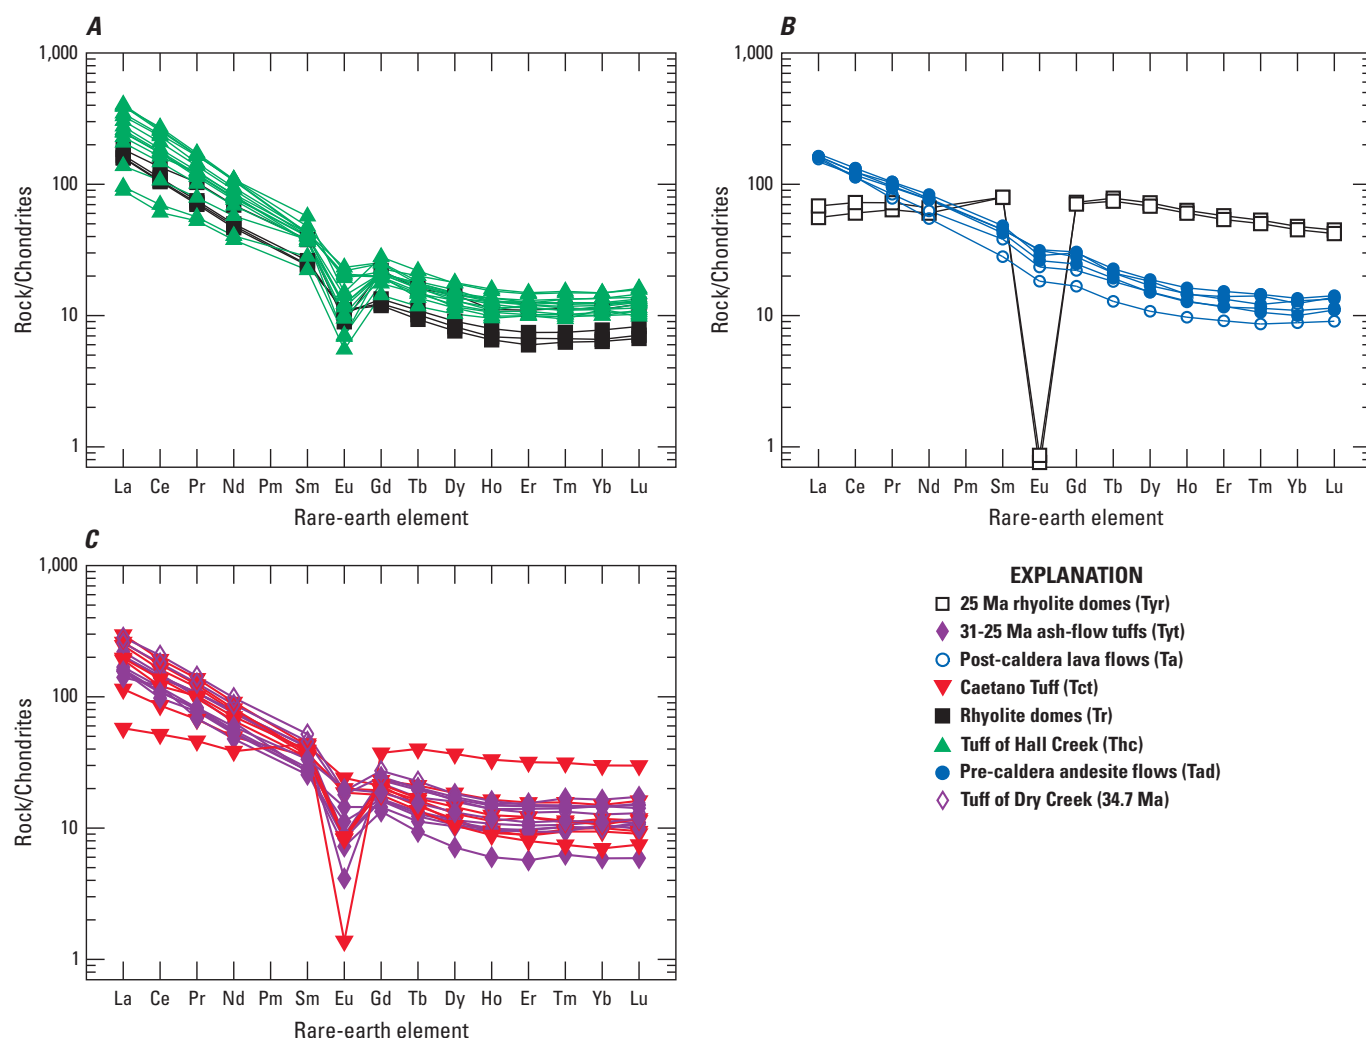 A
1,000
100
10
1
Rock/Chondrites
La Ce Pr Nd Pm Sm Eu Gd Tb Dy Ho Er Tm Yb Lu
Rare-earth element
B
1,000
100
10
1
Rock/Chondrites
La Ce Pr Nd Pm Sm Eu Gd Tb Dy Ho Er Tm Yb Lu
Rare-earth element
C
1,000
100
10
1
Rock/Chondrites
La Ce Pr Nd Pm Sm Eu Gd Tb Dy Ho Er Tm Yb Lu
Rare-earth element
EXPLANATION
25 Ma rhyolite domes (Tyr)
31-25 Ma ash-flow tuffs (Tyt)
Post-caldera lava flows (Ta)
Caetano Tuff (Tct)
Rhyolite domes (Tr)
Tuff of Hall Creek (Thc)
Pre-caldera andesite flows (Tad)
Tuff of Dry Creek (34.7 Ma)